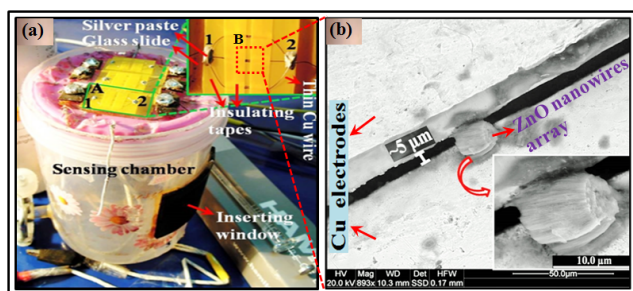 (a)
Silver paste
Glass slide
1
B
2
A
1
2
Insulating
tapes
Thin Cu wire
Sensing chamber
Inserting
window
HAM
(b)
Cu electrodes
~5 µm
ZnO nanowires
array
10.0 µm
HV Mag WD Det HFW
20.0 kV 893x 10.3 mm SSD 0.17 mm
50.0µm